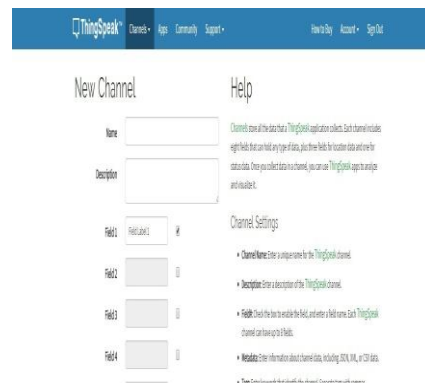 ThingSpeak™ Channels Apps Community Support How to Buy Account Sign Out
New Channel
Name
Description
Field 1 Field Label 1
Field 2
Field 3
Field 4
Help
Channels store all the data that a ThingSpeak application collects. Each channel includes
eight fields that can hold any type of data, plus three fields for location data and one for
status data. Once you collect data in a channel, you can use ThingSpeak apps to analyze
and visualize it.
Channel Settings
• Channel Name: Enter a unique name for the ThingSpeak channel.
• Description: Enter a description of the ThingSpeak channel.
• Field#: Check the box to enable the field, and enter a field name. Each ThingSpeak
channel can have up to 8 fields.
• Metadata: Enter information about channel data, including JSON, XML, or CSV data.